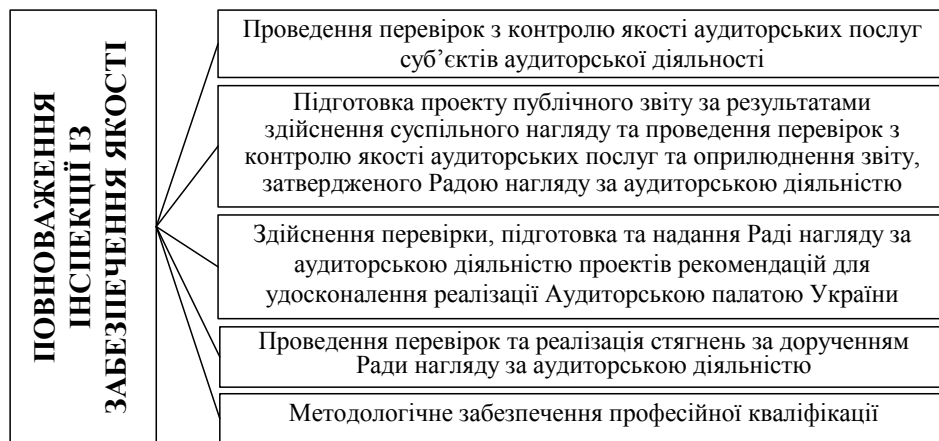 ПОВНОВАЖЕННЯ
ІНСПЕКЦІЇ ІЗ
ЗАБЕЗПЕЧЕННЯ ЯКОСТІ
Проведення перевірок з контролю якості аудиторських послуг
суб’єктів аудиторської діяльності
Підготовка проекту публічного звіту за результатами
здійснення суспільного нагляду та проведення перевірок з
контролю якості аудиторських послуг та оприлюднення звіту,
затвердженого Радою нагляду за аудиторською діяльністю
Здійснення перевірки, підготовка та надання Раді нагляду за
аудиторською діяльністю проектів рекомендацій для
удосконалення реалізації Аудиторською палатою України
Проведення перевірок та реалізація стягнень за дорученням
Ради нагляду за аудиторською діяльністю
Методологічне забезпечення професійної кваліфікації